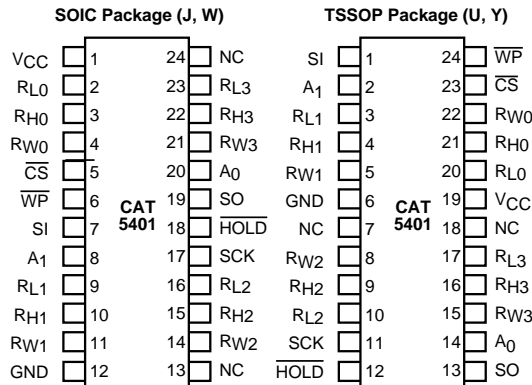 SOIC Package (J, W)
VCC 1 24 NC
RL0 2 23 RL3
RH0 3 22 RH3
RW0 4 21 RW3
CS 5 20 A0
WP 6 19 SO
SI 7 18 HOLD
A1 8 17 SCK
RL1 9 16 RL2
RH1 10 15 RH2
RW1 11 14 RW2
GND 12 13 NC
CAT
5401
TSSOP Package (U, Y)
SI 1 24 WP
A1 2 23 CS
RL1 3 22 RW0
RH1 4 21 RH0
RW1 5 20 RL0
GND 6 19 VCC
NC 7 18 NC
RW2 8 17 RL3
RH2 9 16 RH3
RL2 10 15 RW3
SCK 11 14 A0
HOLD 12 13 SO
CAT
5401